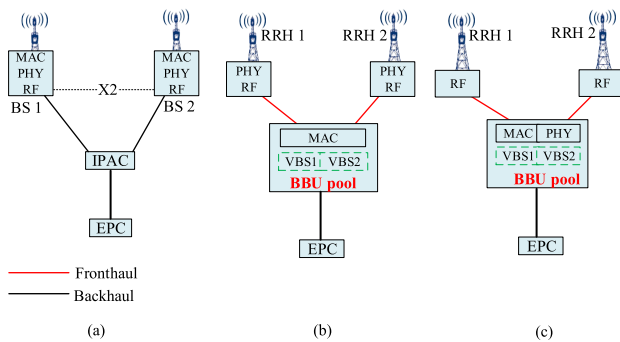 MAC
PHY
RF
BS 1
X2
MAC
PHY
RF
BS 2
IPAC
EPC
Fronthaul
Backhaul
(a)
RRH 1
RRH 2
PHY
RF
PHY
RF
MAC
VBS1
VBS2
BBU pool
EPC
(b)
RRH 1
RRH 2
RF
RF
MAC
PHY
VBS1
VBS2
BBU pool
EPC
(c)